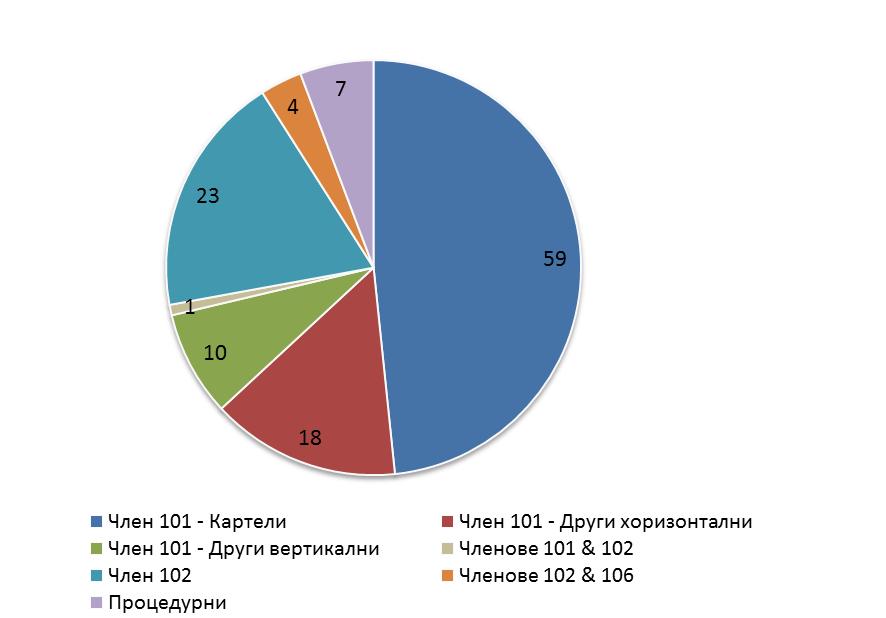 7
4
23
59
1
10
18
Член 101 - Картели
Член 101 - Други хоризонтални
Член 101 - Други вертикални
Членове 101 & 102
Член 102
Членове 102 & 106
Процедурни